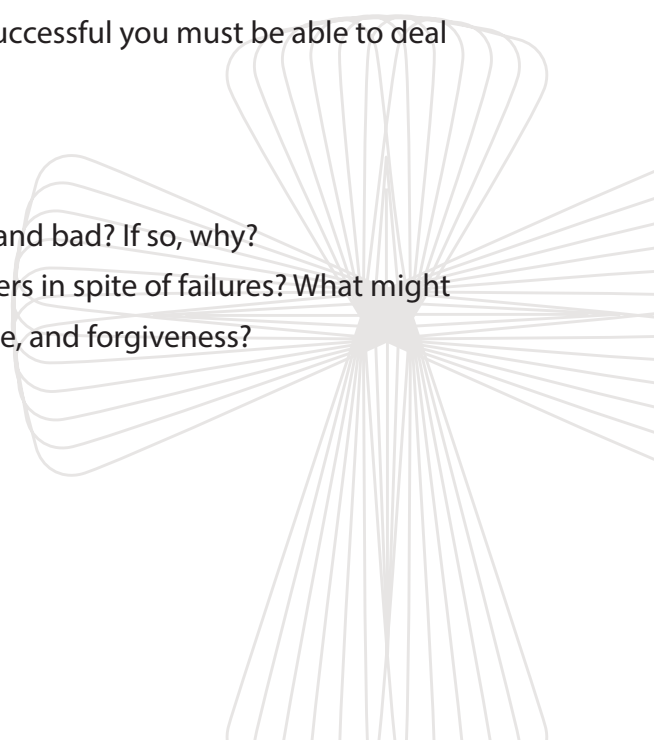 uccessful you must be able to deal
and bad? If so, why?
ers in spite of failures? What might
e, and forgiveness?